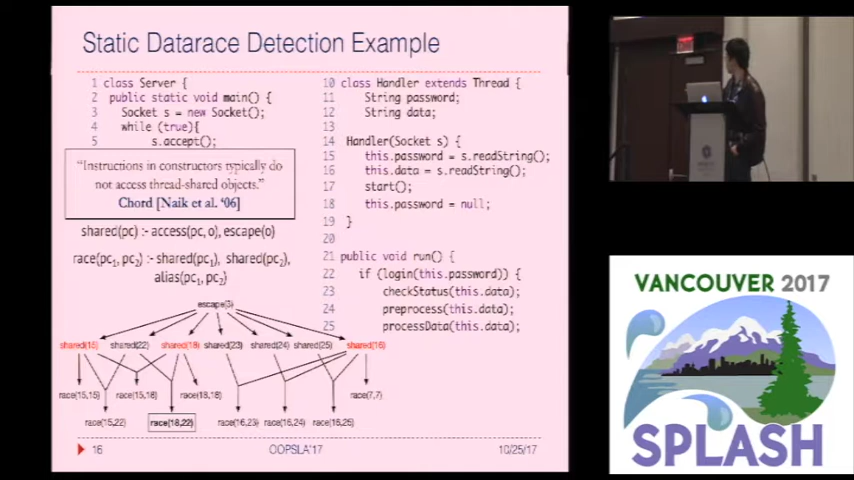 Static Datarace Detection Example
1 class Server {
2 public static void main() {
3 Socket s = new Socket();
4 while (true){
5 s.accept();
"Instructions in constructors typically do
not access thread-shared objects."
Chord [Naik et al. '06]
shared(pc) :- access(pc, o), escape(o)
race(pc1, pc2) :- shared(pc1), shared(pc2),
alias(pc1, pc2)
10 class Handler extends Thread {
11 String password;
12 String data;
13
14 Handler(Socket s) {
15 this.password = s.readString();
16 this.data = s.readString();
17 start();
18 this.password = null;
19 }
20
21 public void run() {
22 if (login(this.password)) {
23 checkStatus(this.data);
24 preprocess(this.data);
25 processData(this.data);
escape(3)
shared(15) shared(22) shared(18) shared(23) shared(24) shared(25) shared(16)
race(15,15) race(15,18) race(18,18) race(7,7)
race(15,22) race(18,22) race(16,23) race(16,24) race(16,25)
16 OOPSLA'17 10/25/17
VANCOUVER 2017
SPLASH